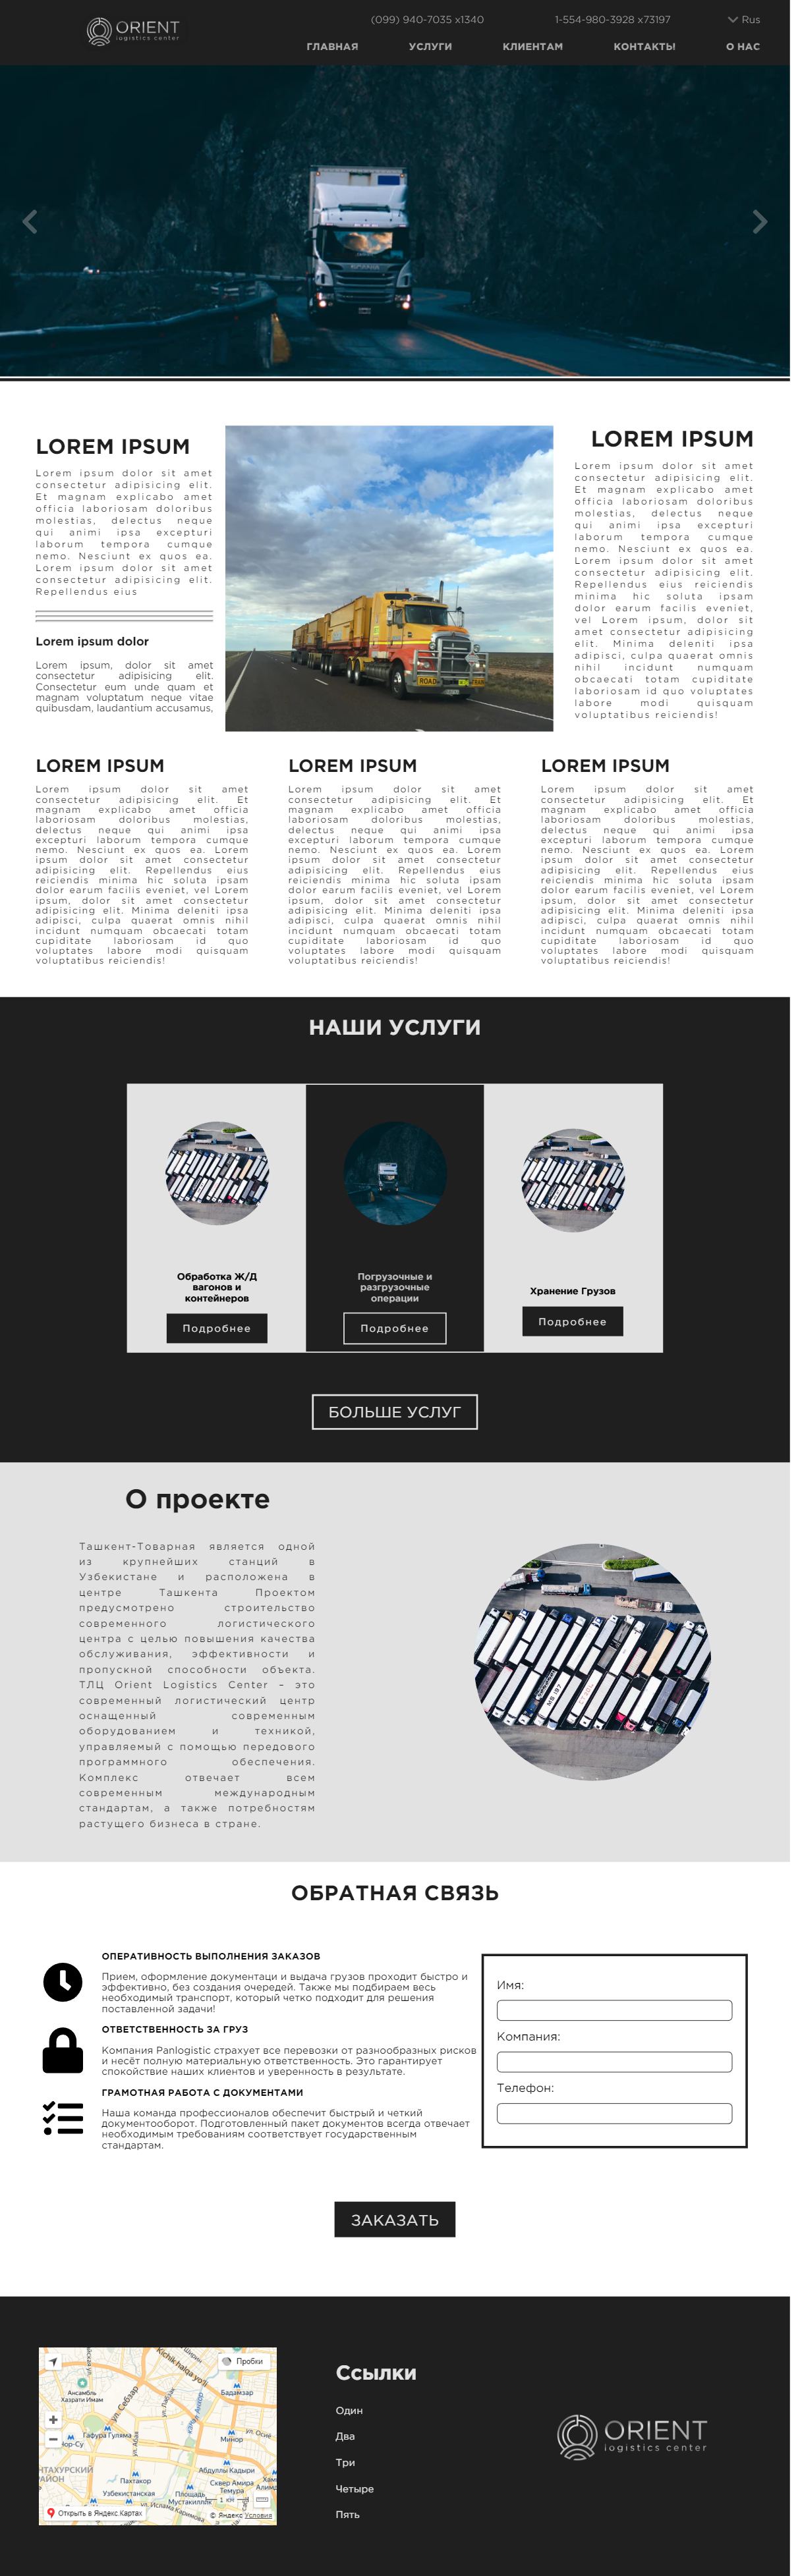 ORIENT
logistics center
(099) 940-7035 x1340
1-554-980-3928 x73197
Rus
ГЛАВНАЯ
УСЛУГИ
КЛИЕНТАМ
КОНТАКТЫ
О НАС
LOREM IPSUM
Lorem ipsum dolor sit amet
consectetur adipisicing elit.
Et magnam explicabo amet
officia laboriosam doloribus
molestias, delectus neque
qui animi ipsa excepturi
laborum tempora cumque
nemo. Nesciunt ex quos ea.
Lorem ipsum dolor sit amet
consectetur adipisicing elit.
Repellendus eius
Lorem ipsum dolor
Lorem ipsum, dolor sit amet
consectetur adipisicing elit.
Consectetur eum unde quam et
magnam voluptatum neque vitae
quibusdam, laudantium accusamus,
ROAD
LOREM IPSUM
Lorem ipsum dolor sit amet
consectetur adipisicing elit.
Et magnam explicabo amet
officia laboriosam doloribus
molestias, delectus neque
qui animi ipsa excepturi
laborum tempora cumque
nemo. Nesciunt ex quos ea.
Lorem ipsum dolor sit amet
consectetur adipisicing elit.
Repellendus eius reiciendis
minima hic soluta ipsam
dolor earum facilis eveniet,
vel Lorem ipsum, dolor sit
amet consectetur adipisicing
elit. Minima deleniti ipsa
adipisci, culpa quaerat omnis
nihil incidunt numquam
obcaecati totam cupiditate
laboriosam id quo voluptates
labore modi quisquam
voluptatibus reiciendis!
LOREM IPSUM
Lorem ipsum dolor sit amet
consectetur adipisicing elit. Et
magnam explicabo amet officia
laboriosam doloribus molestias,
delectus neque qui animi ipsa
excepturi laborum tempora cumque
nemo. Nesciunt ex quos ea. Lorem
ipsum dolor sit amet consectetur
adipisicing elit. Repellendus eius
reiciendis minima hic soluta ipsam
dolor earum facilis eveniet, vel Lorem
ipsum, dolor sit amet consectetur
adipisicing elit. Minima deleniti ipsa
adipisci, culpa quaerat omnis nihil
incidunt numquam obcaecati totam
cupiditate laboriosam id quo
voluptates labore modi quisquam
voluptatibus reiciendis!
LOREM IPSUM
Lorem ipsum dolor sit amet
consectetur adipisicing elit. Et
magnam explicabo amet officia
laboriosam doloribus molestias,
delectus neque qui animi ipsa
excepturi laborum tempora cumque
nemo. Nesciunt ex quos ea. Lorem
ipsum dolor sit amet consectetur
adipisicing elit. Repellendus eius
reiciendis minima hic soluta ipsam
dolor earum facilis eveniet, vel Lorem
ipsum, dolor sit amet consectetur
adipisicing elit. Minima deleniti ipsa
adipisci, culpa quaerat omnis nihil
incidunt numquam obcaecati totam
cupiditate laboriosam id quo
voluptates labore modi quisquam
voluptatibus reiciendis!
LOREM IPSUM
Lorem ipsum dolor sit amet
consectetur adipisicing elit. Et
magnam explicabo amet officia
laboriosam doloribus molestias,
delectus neque qui animi ipsa
excepturi laborum tempora cumque
nemo. Nesciunt ex quos ea. Lorem
ipsum dolor sit amet consectetur
adipisicing elit. Repellendus eius
reiciendis minima hic soluta ipsam
dolor earum facilis eveniet, vel Lorem
ipsum, dolor sit amet consectetur
adipisicing elit. Minima deleniti ipsa
adipisci, culpa quaerat omnis nihil
incidunt numquam obcaecati totam
cupiditate laboriosam id quo
voluptates labore modi quisquam
voluptatibus reiciendis!
НАШИ УСЛУГИ
Обработка Ж/Д
вагонов и
контейнеров
Подробнее
Погрузочные и
разгрузочные
операции
Подробнее
Хранение Грузов
Подробнее
БОЛЬШЕ УСЛУГ
О проекте
Ташкент-Товарная является одной
из крупнейших станций в
Узбекистане и расположена в
центре Ташкента Проектом
предусмотрено строительство
современного логистического
центра с целью повышения качества
обслуживания, эффективности и
пропускной способности объекта.
ТЛЦ Orient Logistics Center – это
современный логистический центр
оснащенный современным
оборудованием и техникой,
управляемый с помощью передового
программного обеспечения.
Комплекс отвечает всем
современным международным
стандартам, а также потребностям
растущего бизнеса в стране.
ОБРАТНАЯ СВЯЗЬ
ОПЕРАТИВНОСТЬ ВЫПОЛНЕНИЯ ЗАКАЗОВ
Прием, оформление документаци и выдача грузов проходит быстро и
эффективно, без создания очередей. Также мы подбираем весь
необходимый транспорт, который четко подходит для решения
поставленной задачи!
ОТВЕТСТВЕННОСТЬ ЗА ГРУЗ
Компания Panlogistic страхует все перевозки от разнообразных рисков
и несёт полную материальную ответственность. Это гарантирует
спокойствие наших клиентов и уверенность в результате.
ГРАМОТНАЯ РАБОТА С ДОКУМЕНТАМИ
Наша команда профессионалов обеспечит быстрый и четкий
документооборот. Подготовленный пакет документов всегда отвечает
необходимым требованиям соответствует государственным
стандартам.
Имя:
Компания:
Телефон:
ЗАКАЗАТЬ
Пробки
Kichik halqa yo'li
Ансамбль
Хазрати Имам
ул. Себзар
Бадамзар
Гафура Гуляма
Минор
Абдуллы Кадыри
Пахтакор
Сквер Амира
Темура
Узбекистанская
Площадь
Мустакиллик
1 км
ул. Ислама Каримова
Открыть в Яндекс.Картах
© Яндекс Условия
Ссылки
Один
Два
Три
Четыре
Пять
ORIENT
logistics center